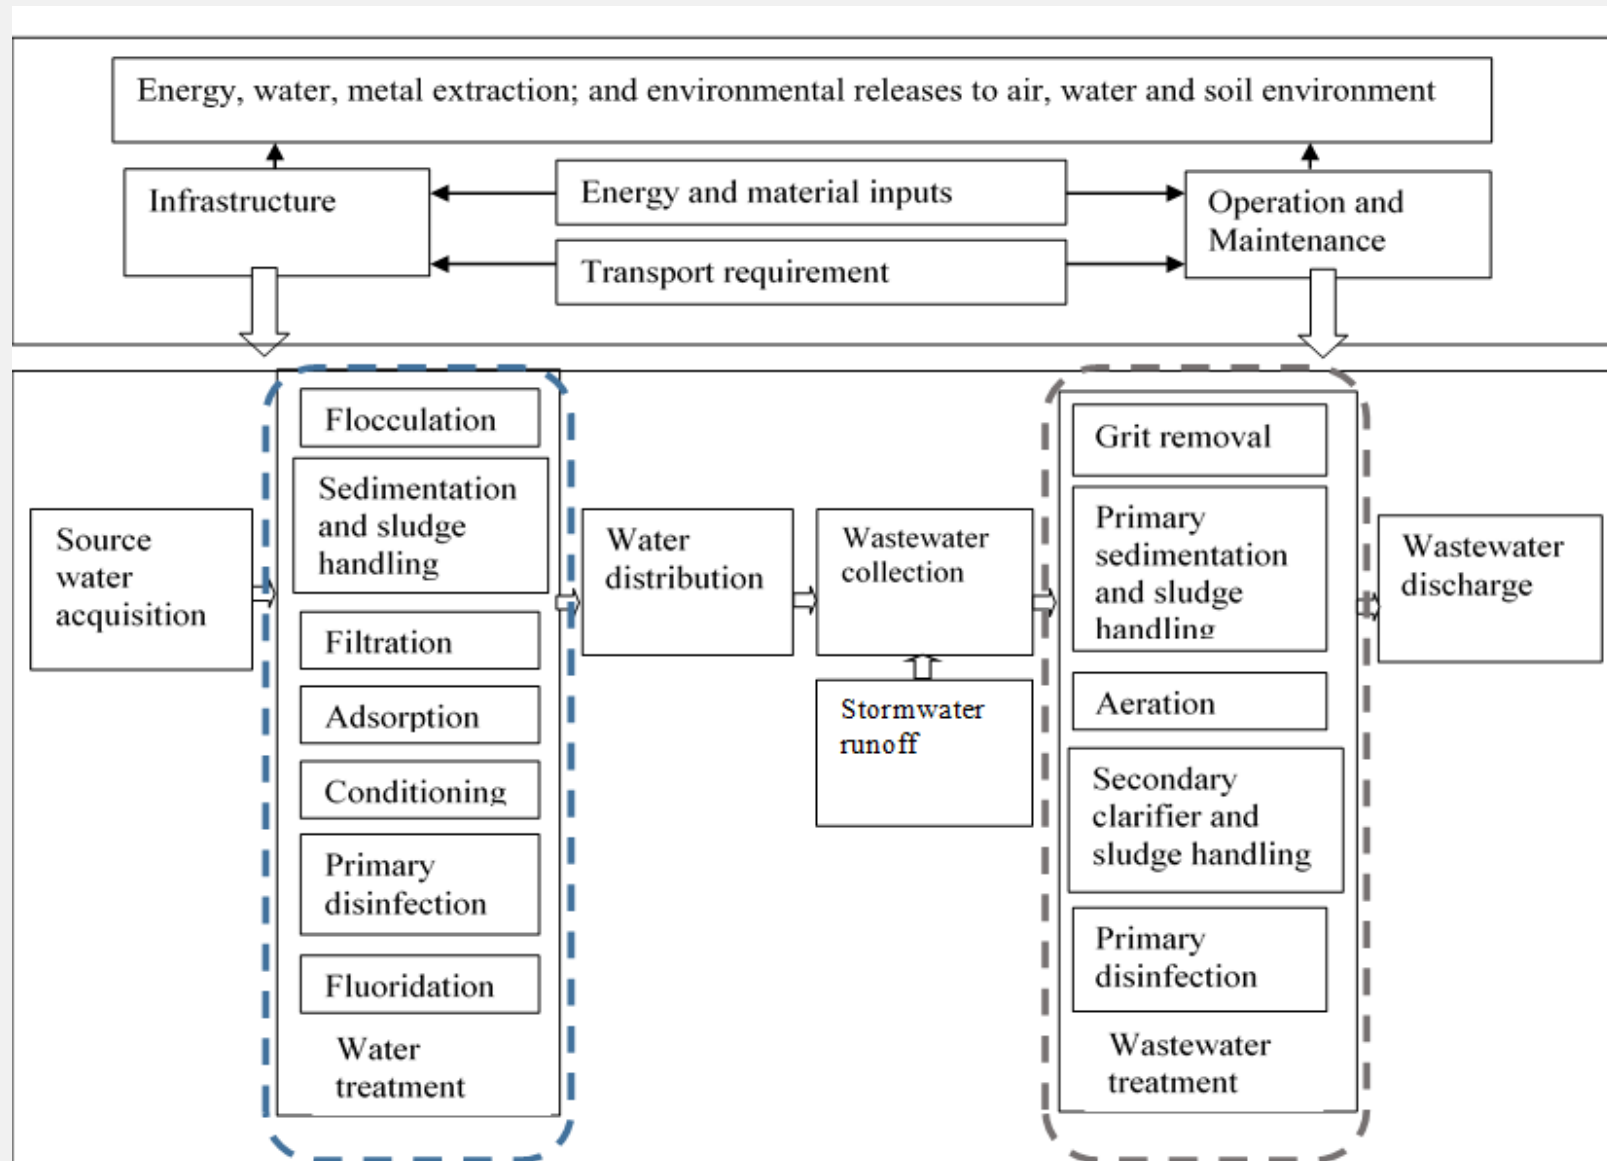 Energy, water, metal extraction; and environmental releases to air, water and soil environment
Infrastructure
Energy and material inputs
Operation and
Maintenance
Transport requirement
Source
water
acquisition
Flocculation
Sedimentation
and sludge
handling
Filtration
Adsorption
Conditioning
Primary
disinfection
Fluoridation
Water
treatment
Water
distribution
Wastewater
collection
Stormwater
runoff
Grit removal
Primary
sedimentation
and sludge
handling
Aeration
Secondary
clarifier and
sludge handling
Primary
disinfection
Wastewater
treatment
Wastewater
discharge